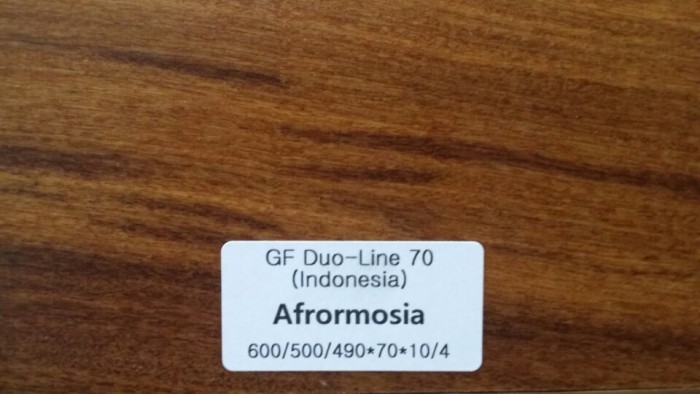 GF Duo-Line 70
(Indonesia)
Afrormosia
600/500/490*70*10/4